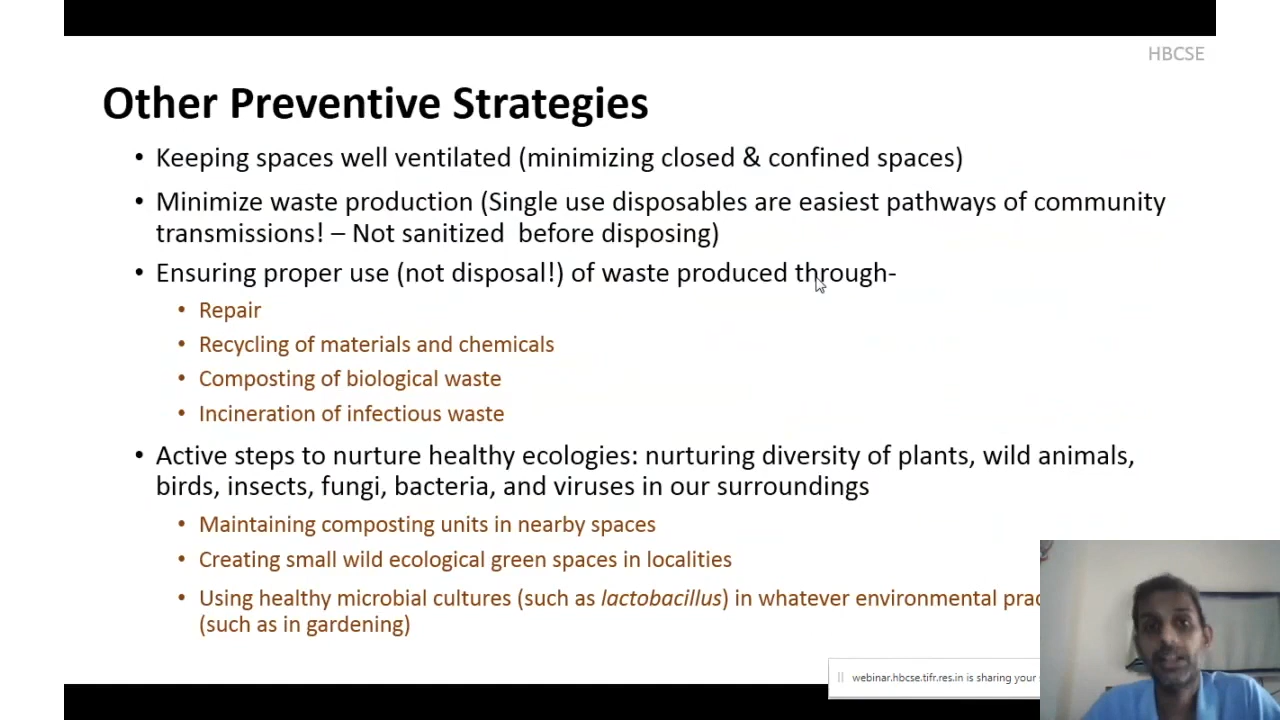 HBCSE
Other Preventive Strategies
• Keeping spaces well ventilated (minimizing closed & confined spaces)
• Minimize waste production (Single use disposables are easiest pathways of community
transmissions! – Not sanitized before disposing)
• Ensuring proper use (not disposal!) of waste produced through-
• Repair
• Recycling of materials and chemicals
• Composting of biological waste
• Incineration of infectious waste
• Active steps to nurture healthy ecologies: nurturing diversity of plants, wild animals,
birds, insects, fungi, bacteria, and viruses in our surroundings
• Maintaining composting units in nearby spaces
• Creating small wild ecological green spaces in localities
• Using healthy microbial cultures (such as lactobacillus) in whatever environmental
(such as in gardening)
webinar.hbcse.tifr.res.in is sharing your